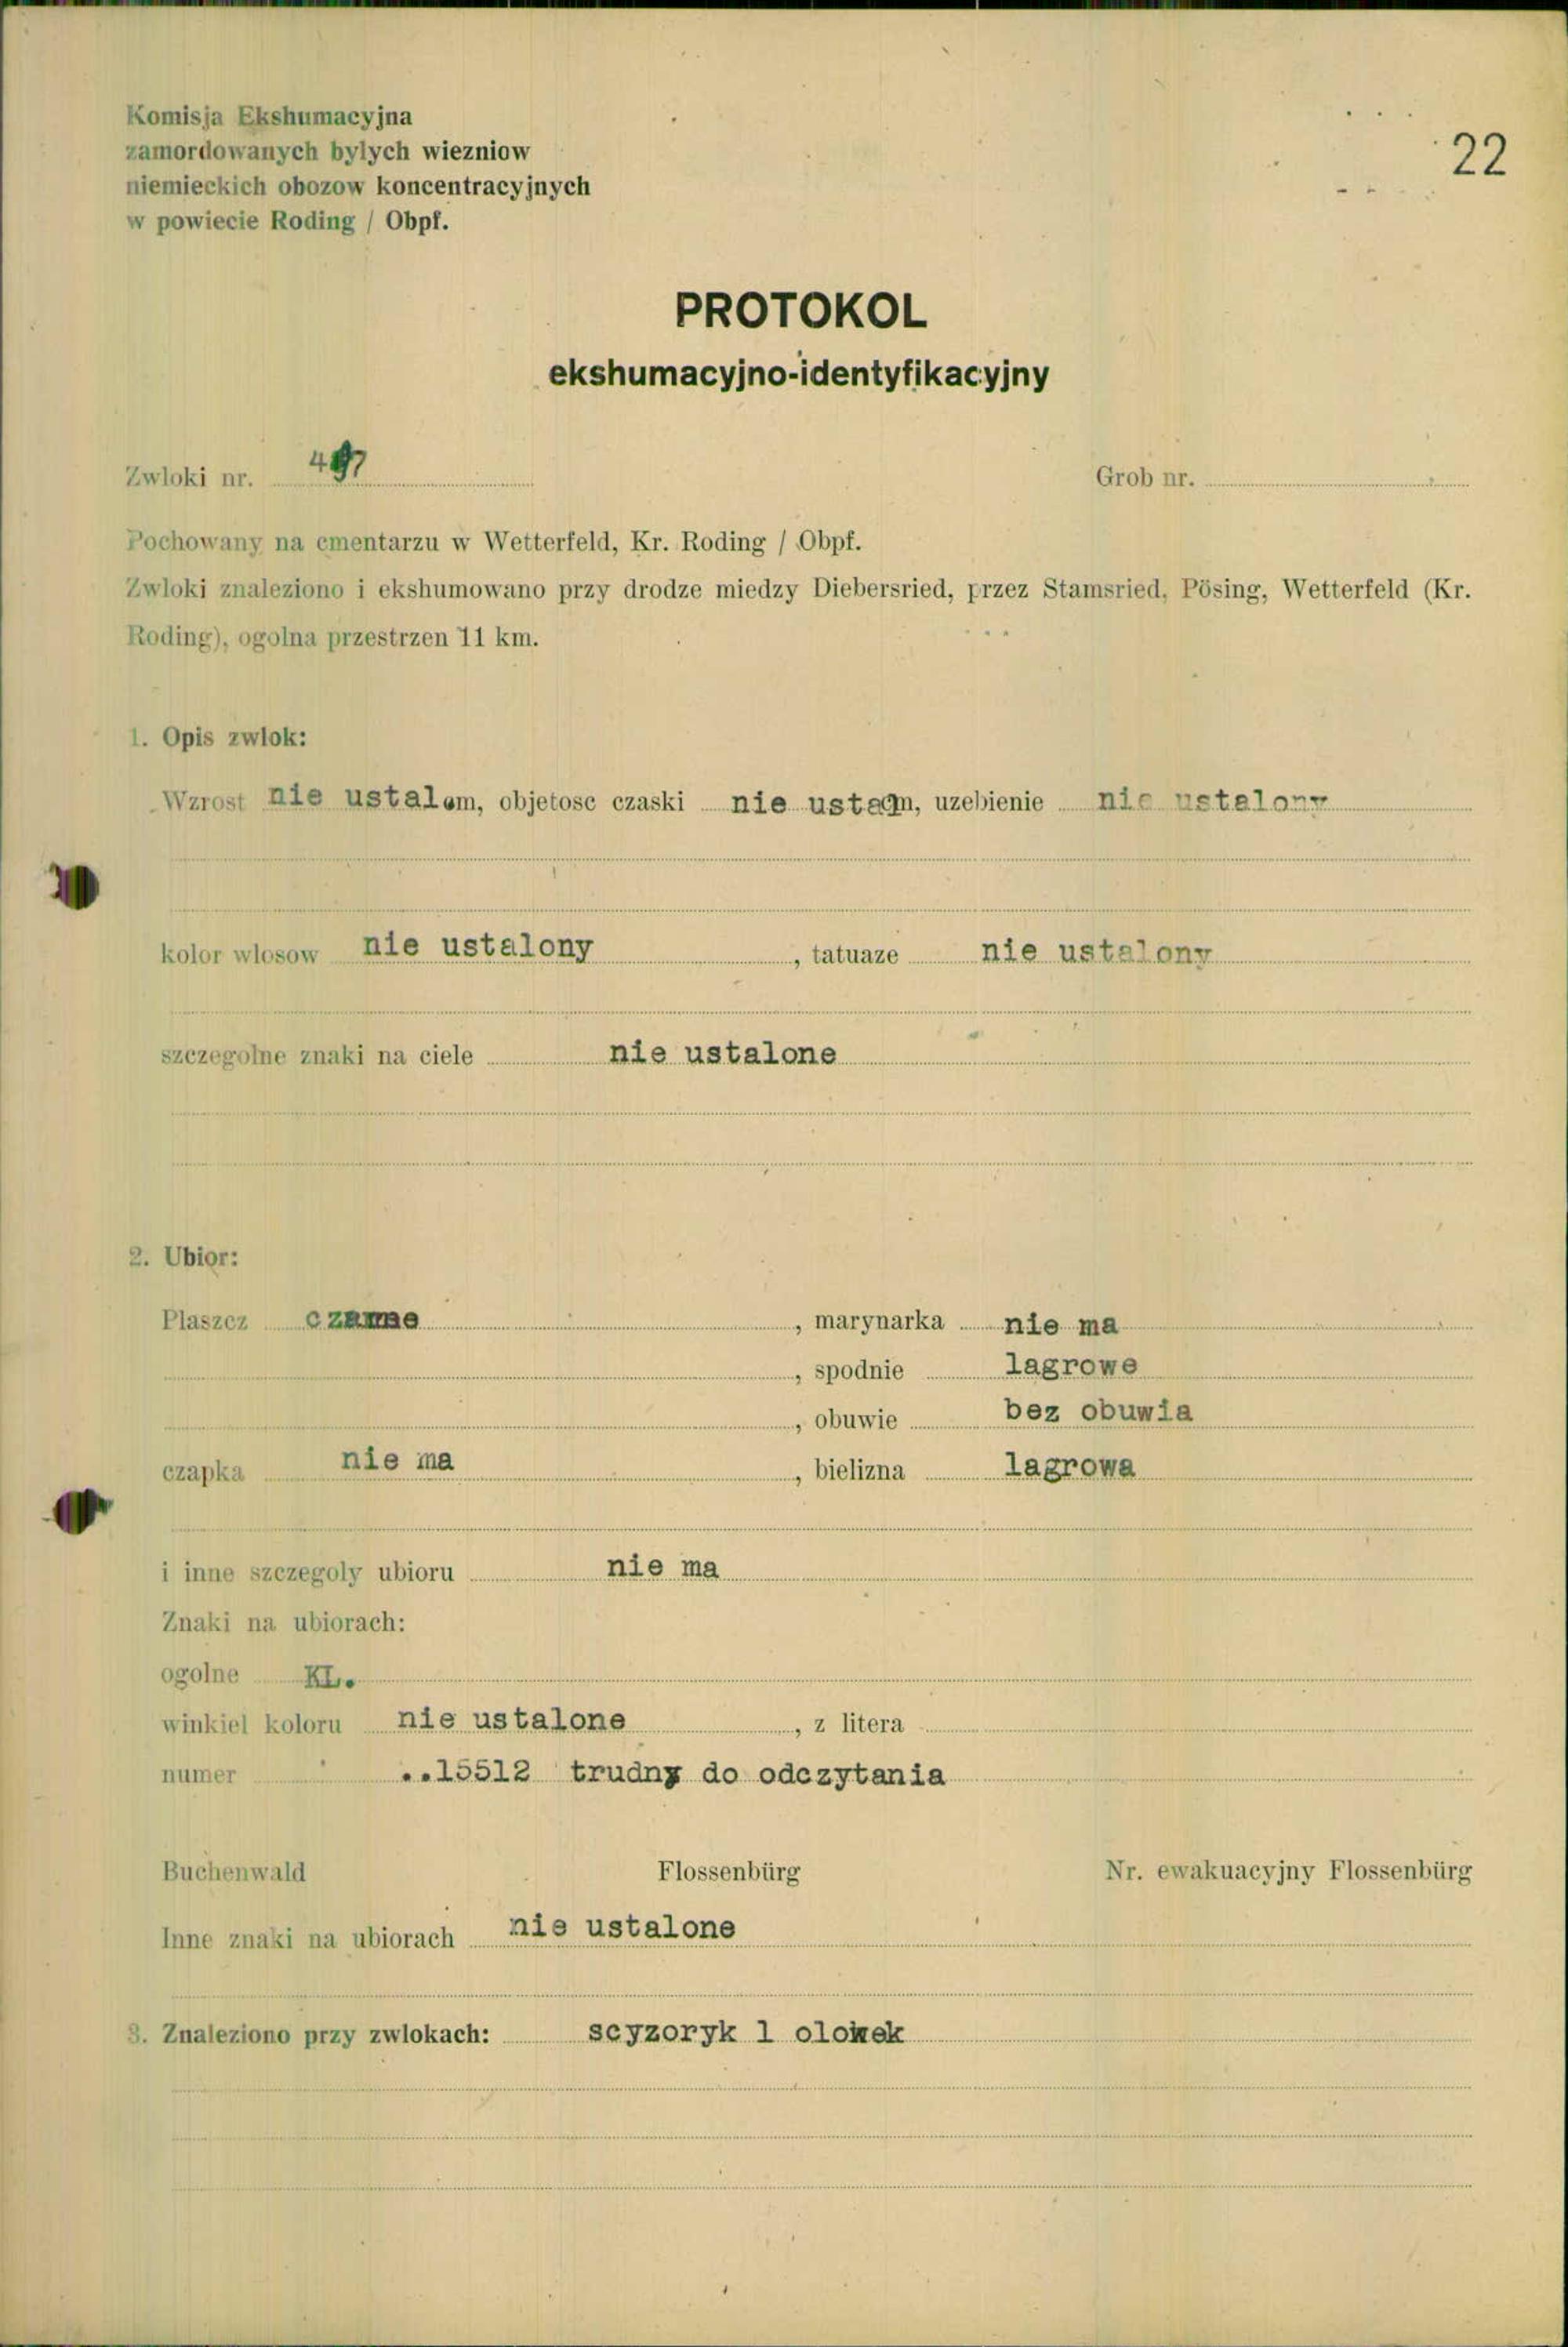 Komisja Ekshumacyjna
zamordowanych bylych wiezniow
niemieckich obozow koncentracyjnych
w powiecie Roding / Obpf.
22
PROTOKOL
ekshumacyjno-identyfikacyjny
Zwloki nr. Grob nr.
Pochowany na cmentarzu w Wetterfeld, Kr. Roding / Obpf.
Zwloki znaleziono i ekshumowano przy drodze miedzy Diebersried, przez Stamsried, Pösing, Wetterfeld (Kr.
Roding), ogolna przestrzen 11 km.
1. Opis zwlok:
Wzrost nie ustalom, objetosc czaski nie ustacm, uzebienie nie ustalony
kolor wlosow nie ustalony, tatuaze nie ustalony
szczegolne znaki na ciele nie ustalone
2. Ubior:
Plaszcz czarne, marynarka nie ma
, spodnie lagrowe
, obuwie bez obuwia
czapka nie ma, bielizna lagrowa
i inne szczegoly ubioru nie ma
Znaki na ubiorach:
ogolne KL.
winkiel koloru nie ustalone, z litera
numer ..15512 trudny do odczytania
Buchenwald Flossenbürg Nr. ewakuacyjny Flossenbürg
Inne znaki na ubiorach nie ustalone
3. Znaleziono przy zwlokach: scyzoryk 1 olowek